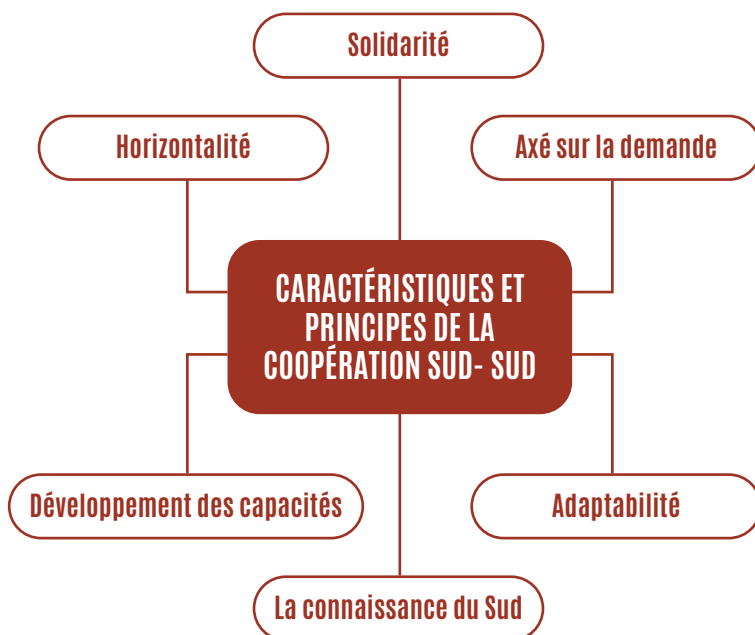 Solidarité
Horizontalité
Axé sur la demande
CARACTÉRISTIQUES ET
PRINCIPES DE LA
COOPÉRATION SUD- SUD
Développement des capacités
Adaptabilité
La connaissance du Sud